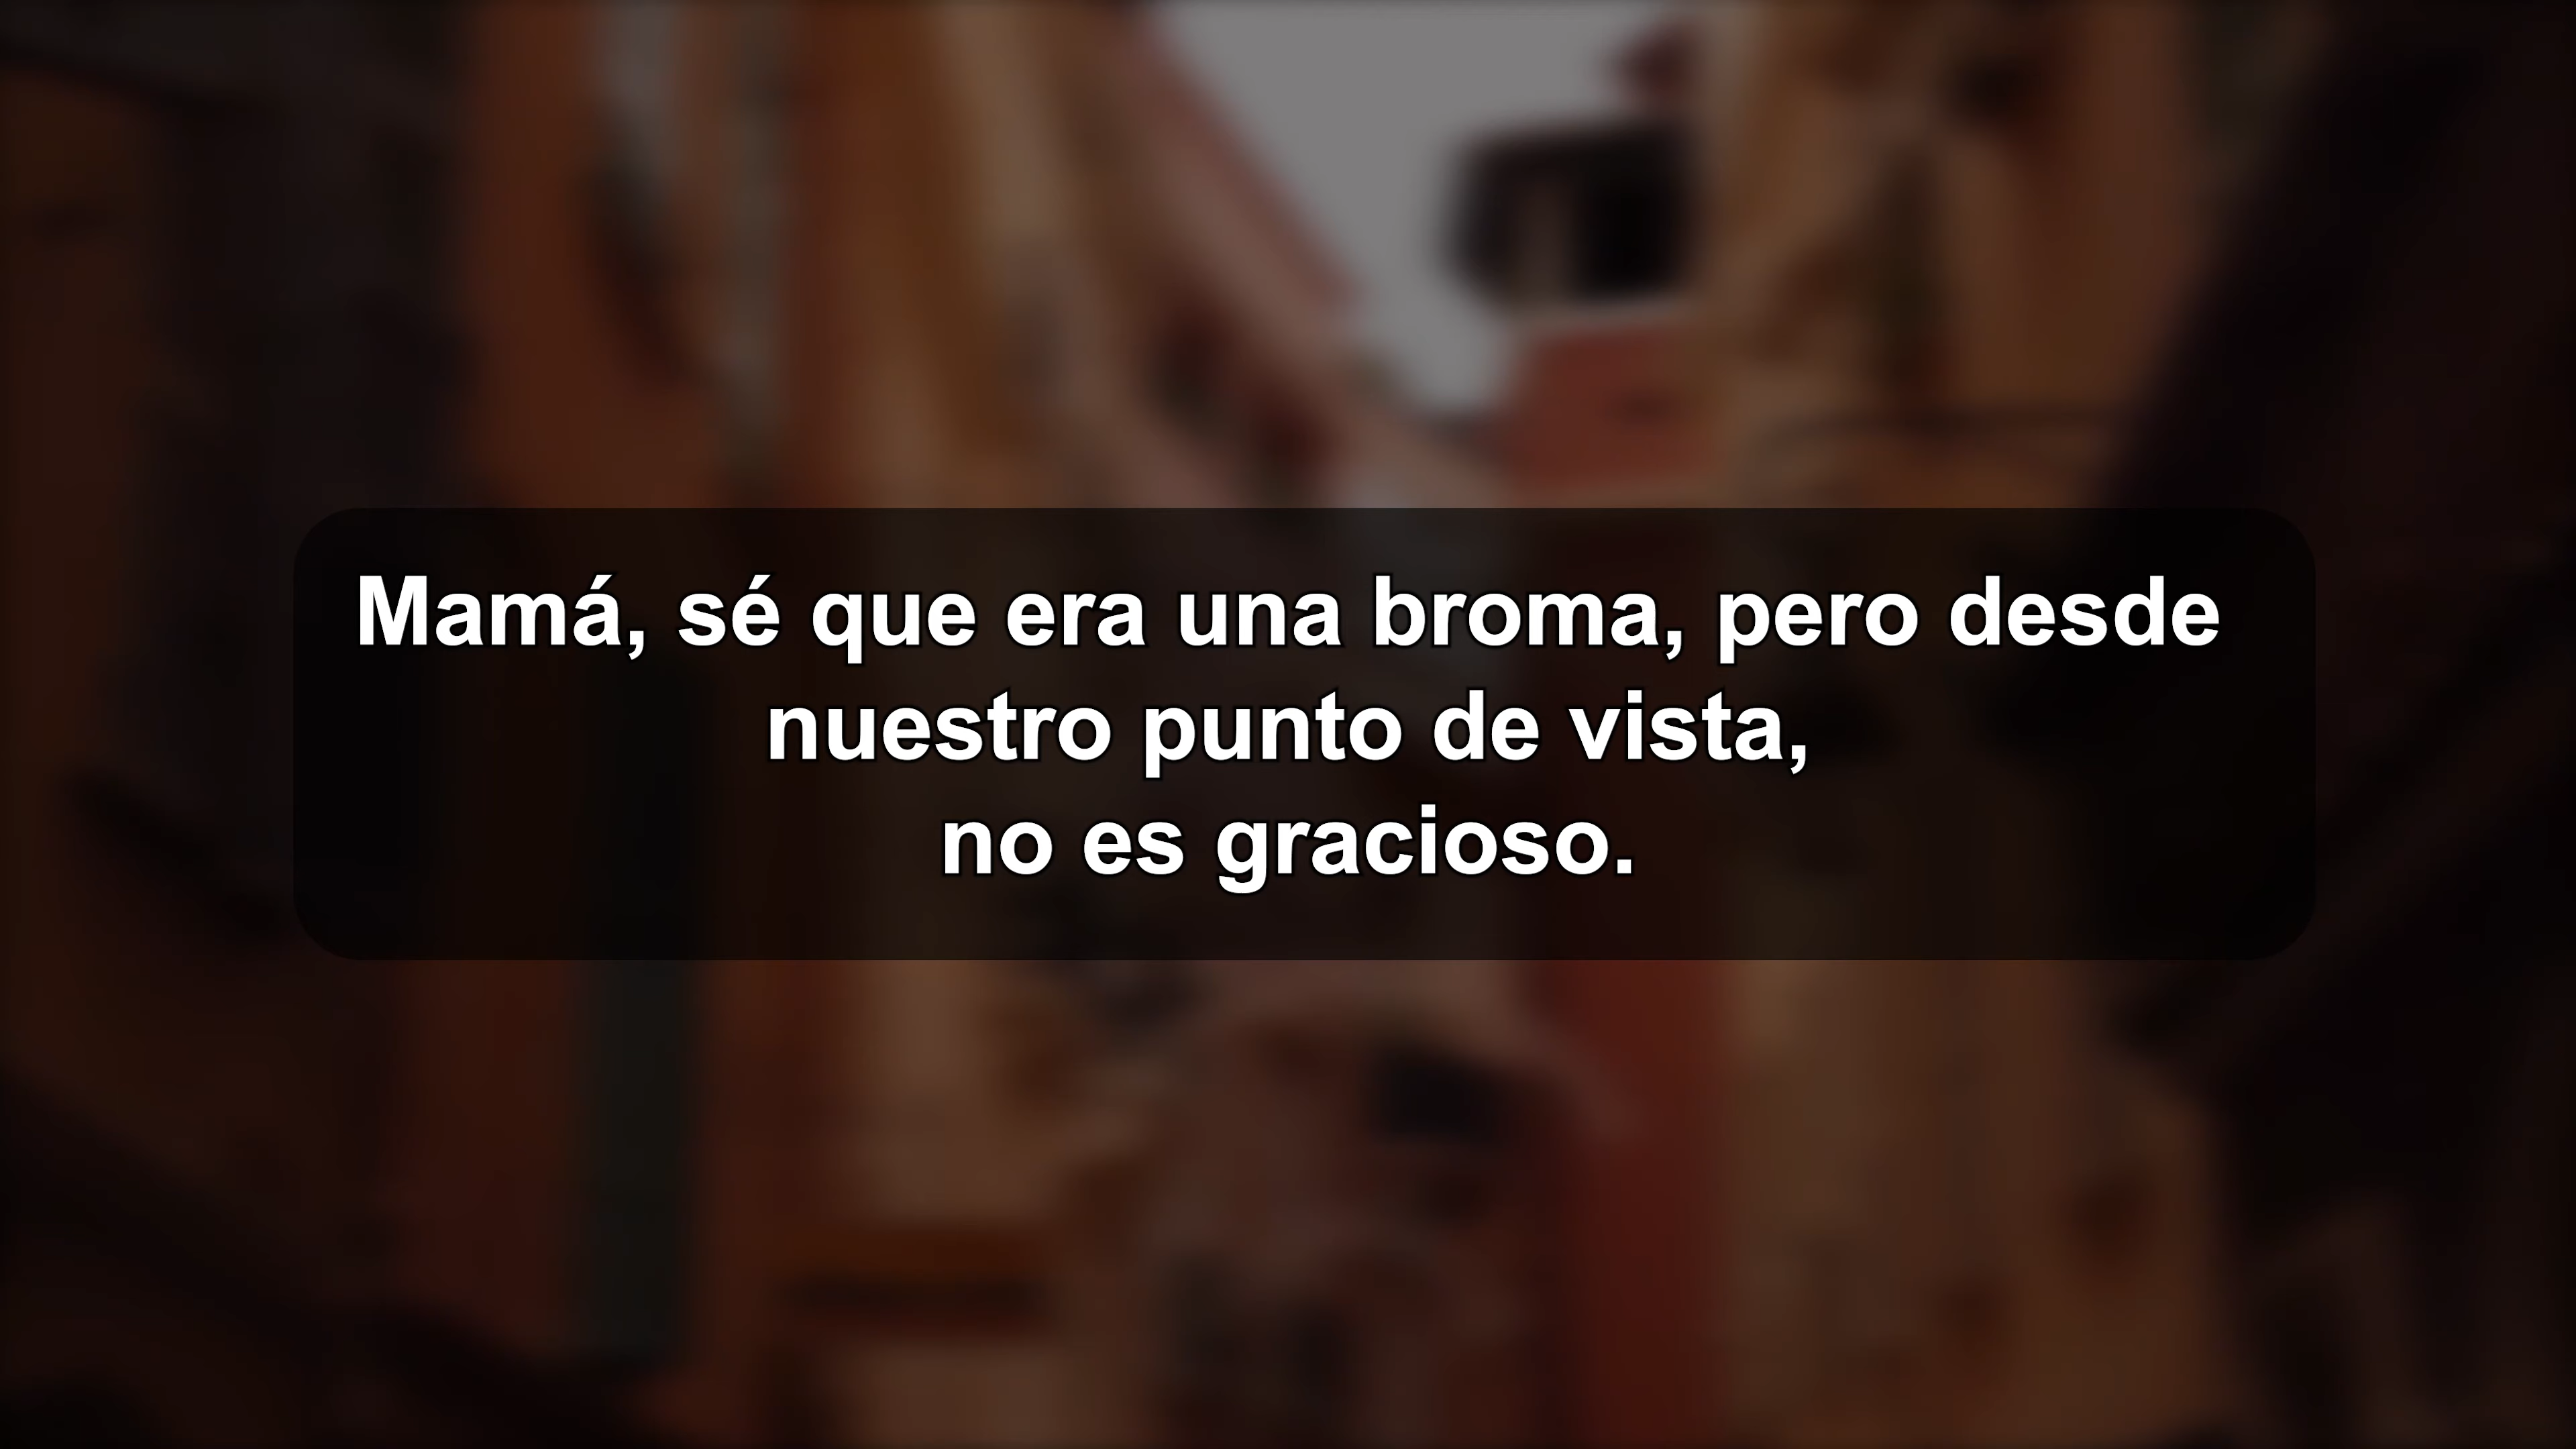 Mamá, sé que era una broma, pero desde
nuestro punto de vista,
no es gracioso.